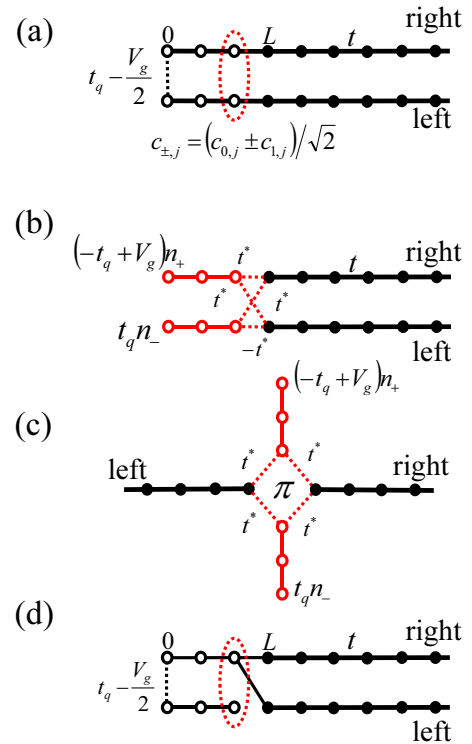 (a)
0 L t right
t_q − V_g/2
left
c_{±,j} = (c_{0,j} ± c_{1,j})/√2
(b)
(−t_q + V_g)n_+ t* t right
t* t*
t_q n_− −t* left
(c)
(−t_q + V_g)n_+
left t* t* right
π
t* t*
t_q n_−
(d)
0 L t right
t_q − V_g/2
left